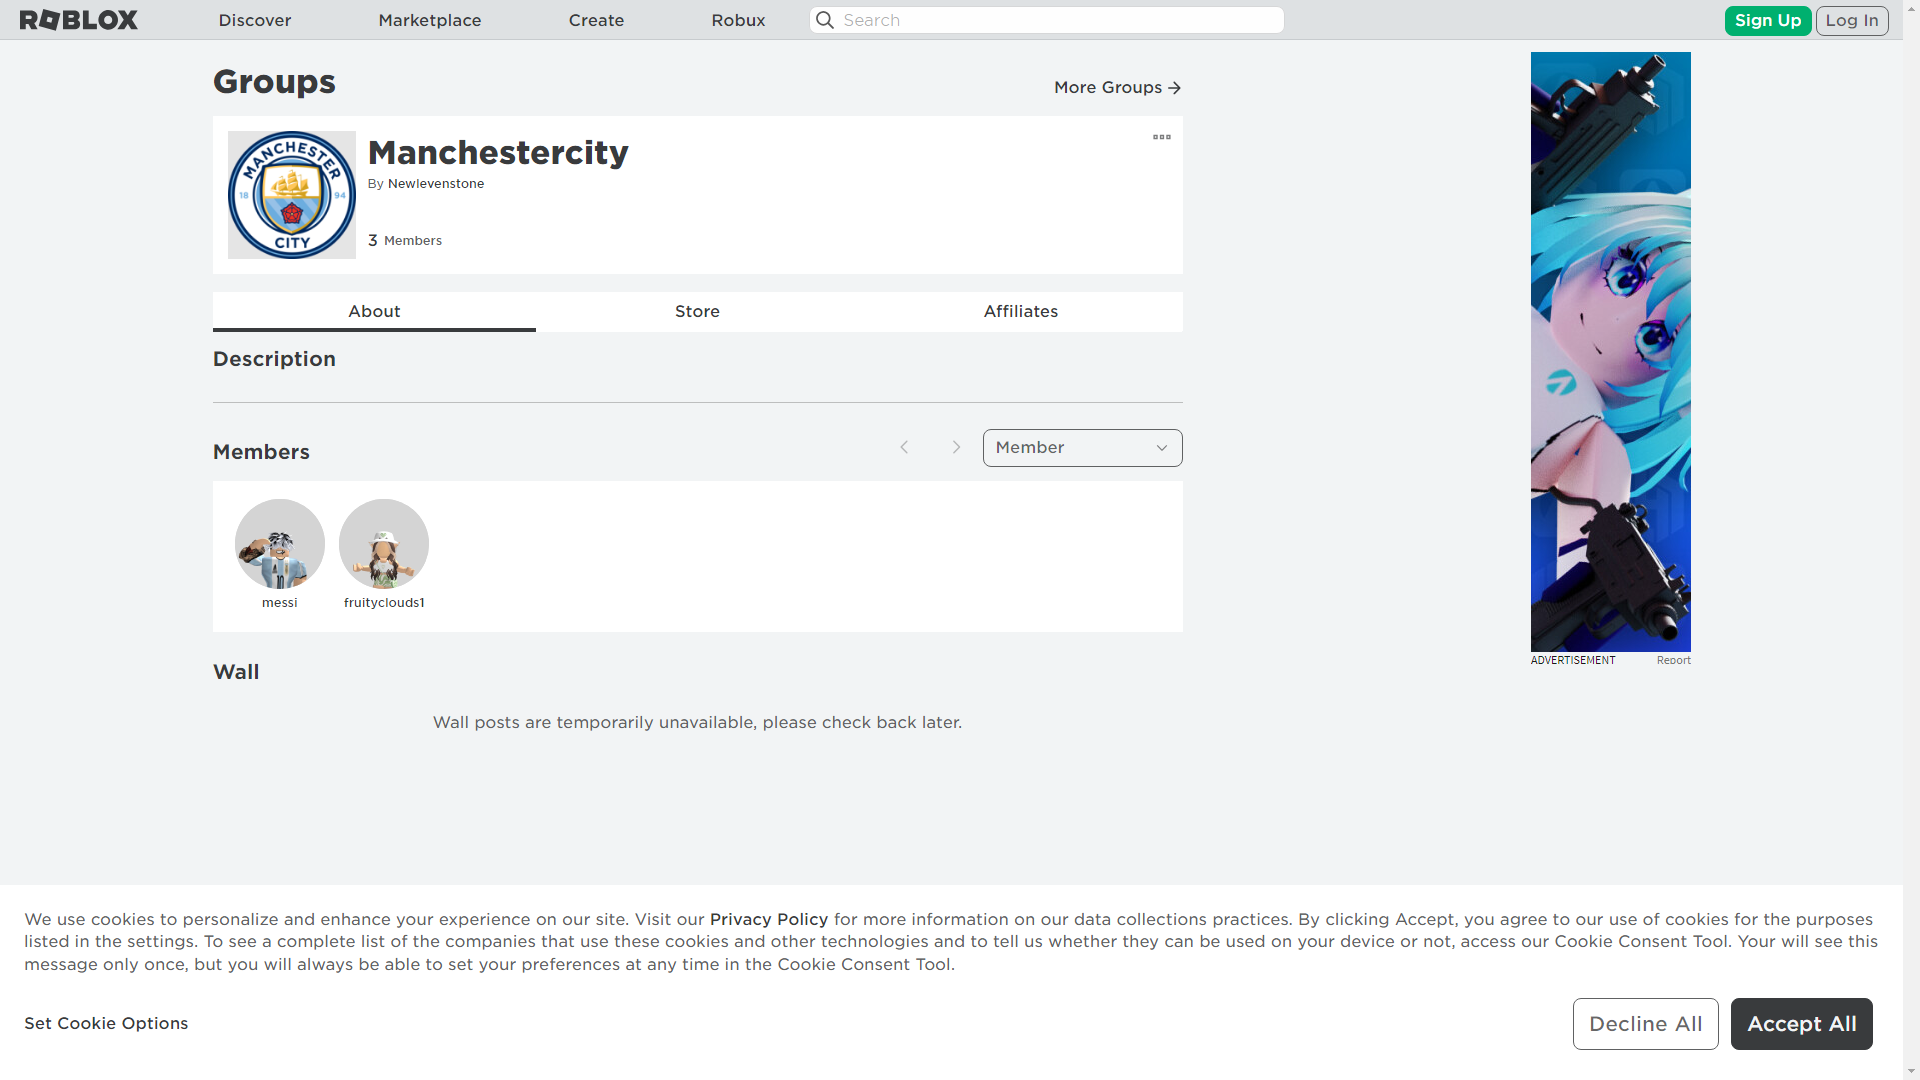 ROBLOX
Discover
Marketplace
Create
Robux
Search
Sign Up
Log In
Groups
More Groups
MANCHESTER
18 94
CITY
Manchestercity
By Newlevenstone
3 Members
About
Store
Affiliates
Description
Members
Member
10
messi
fruityclouds1
Wall
Wall posts are temporarily unavailable, please check back later.
ADVERTISEMENT
Report
We use cookies to personalize and enhance your experience on our site. Visit our Privacy Policy for more information on our data collections practices. By clicking Accept, you agree to our use of cookies for the purposes
listed in the settings. To see a complete list of the companies that use these cookies and other technologies and to tell us whether they can be used on your device or not, access our Cookie Consent Tool. Your will see this
message only once, but you will always be able to set your preferences at any time in the Cookie Consent Tool.
Set Cookie Options
Decline All
Accept All